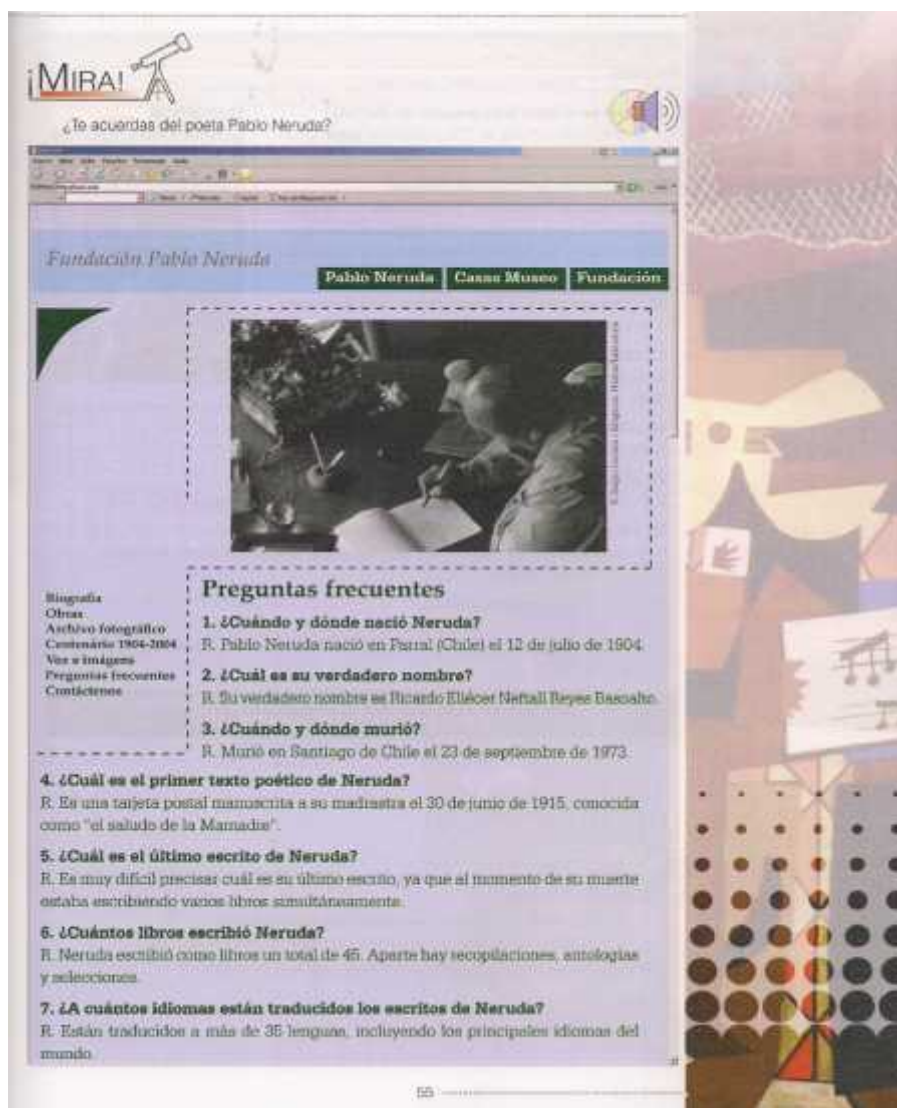 ¡MIRA!
¿Te acuerdas del poeta Pablo Neruda?
Fundación Pablo Neruda
Pablo Neruda Casas Museo Fundación
Biografía
Obras
Archivo fotográfico
Centenário 1904-2004
Voz e imágens
Preguntas frecuentes
Contáctenos
Preguntas frecuentes
1. ¿Cuándo y dónde nació Neruda?
R. Pablo Neruda nació en Parral (Chile) el 12 de julio de 1904.
2. ¿Cuál es su verdadero nombre?
R. Su verdadero nombre es Ricardo Eliécer Neftalí Reyes Basoalto.
3. ¿Cuándo y dónde murió?
R. Murió en Santiago de Chile el 23 de septiembre de 1973.
4. ¿Cuál es el primer texto poético de Neruda?
R. Es una tarjeta postal manuscrita a su madrastra el 30 de junio de 1915, conocida
como "el saludo de la Mamadre".
5. ¿Cuál es el último escrito de Neruda?
R. Es muy difícil precisar cuál es su último escrito, ya que al momento de su muerte
estaba escribiendo varios libros simultáneamente.
6. ¿Cuántos libros escribió Neruda?
R. Neruda escribió como libros un total de 45. Aparte hay recopilaciones, antologías
y selecciones.
7. ¿A cuántos idiomas están traducidos los escritos de Neruda?
R. Están traducidos a más de 35 lenguas, incluyendo los principales idiomas del
mundo.
55